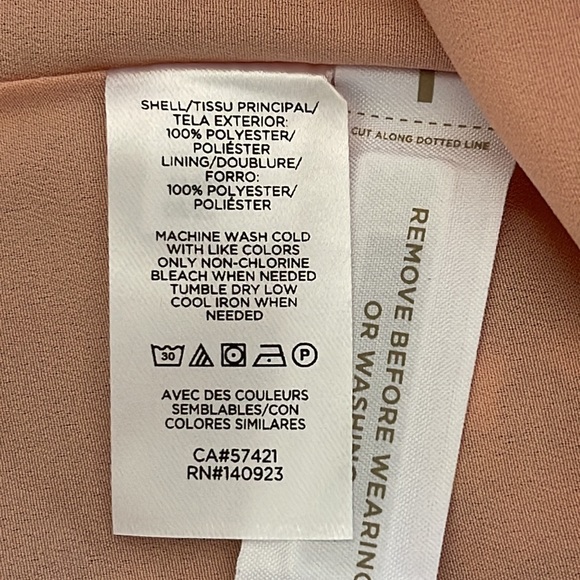 SHELL/TISSU PRINCIPAL/
TELA EXTERIOR:
100% POLYESTER/
POLIÉSTER
LINING/DOUBLURE/
FORRO:
100% POLYESTER/
POLIÉSTER
MACHINE WASH COLD
WITH LIKE COLORS
ONLY NON-CHLORINE
BLEACH WHEN NEEDED
TUMBLE DRY LOW
COOL IRON WHEN
NEEDED
30 P
AVEC DES COULEURS
SEMBLABLES/CON
COLORES SIMILARES
CA#57421
RN#140923
CUT ALONG DOTTED LINE
REMOVE BEFORE WEARING
OR WASHING